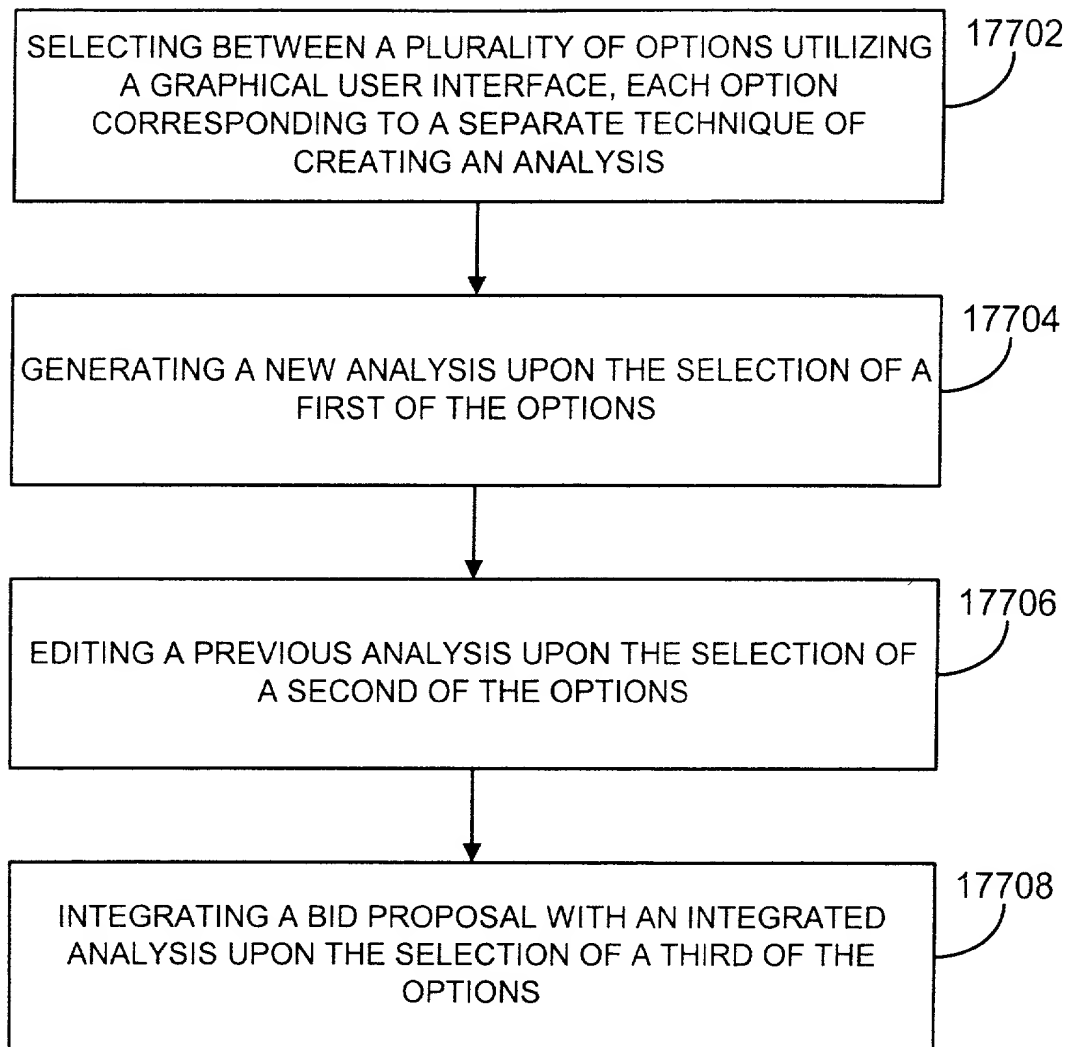 SELECTING BETWEEN A PLURALITY OF OPTIONS UTILIZING
A GRAPHICAL USER INTERFACE, EACH OPTION
CORRESPONDING TO A SEPARATE TECHNIQUE OF
CREATING AN ANALYSIS
17702
GENERATING A NEW ANALYSIS UPON THE SELECTION OF A
FIRST OF THE OPTIONS
17704
EDITING A PREVIOUS ANALYSIS UPON THE SELECTION OF
A SECOND OF THE OPTIONS
17706
INTEGRATING A BID PROPOSAL WITH AN INTEGRATED
ANALYSIS UPON THE SELECTION OF A THIRD OF THE
OPTIONS
17708